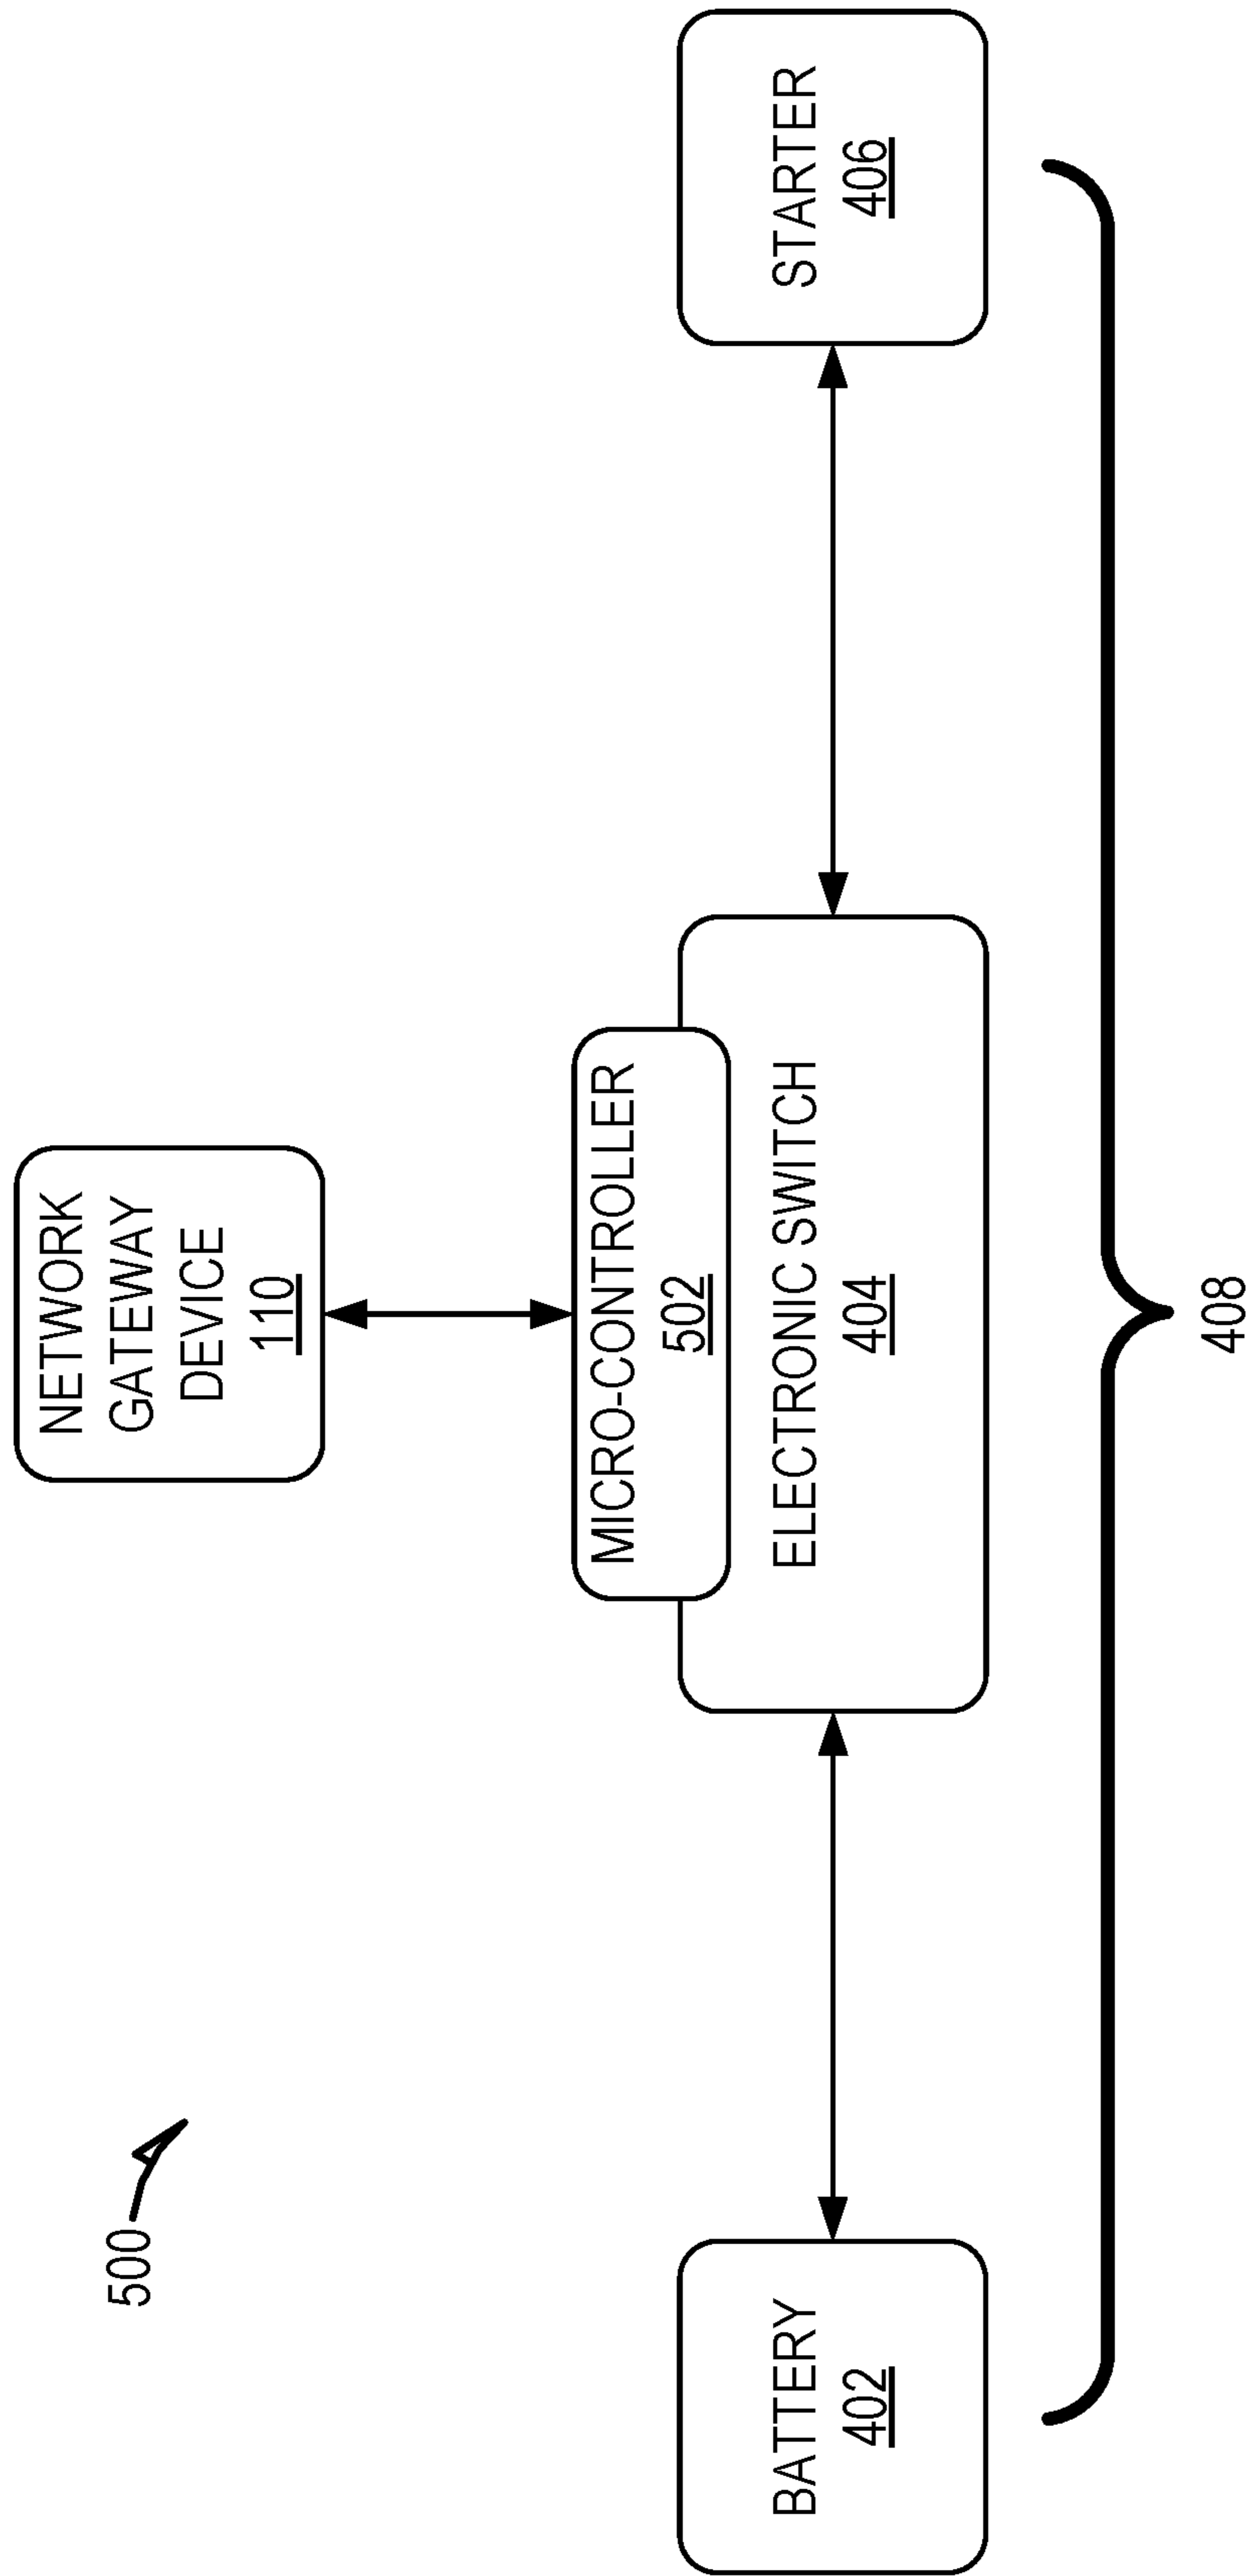 500
NETWORK
GATEWAY
DEVICE
110
MICRO-CONTROLLER
502
BATTERY
402
ELECTRONIC SWITCH
404
STARTER
406
408